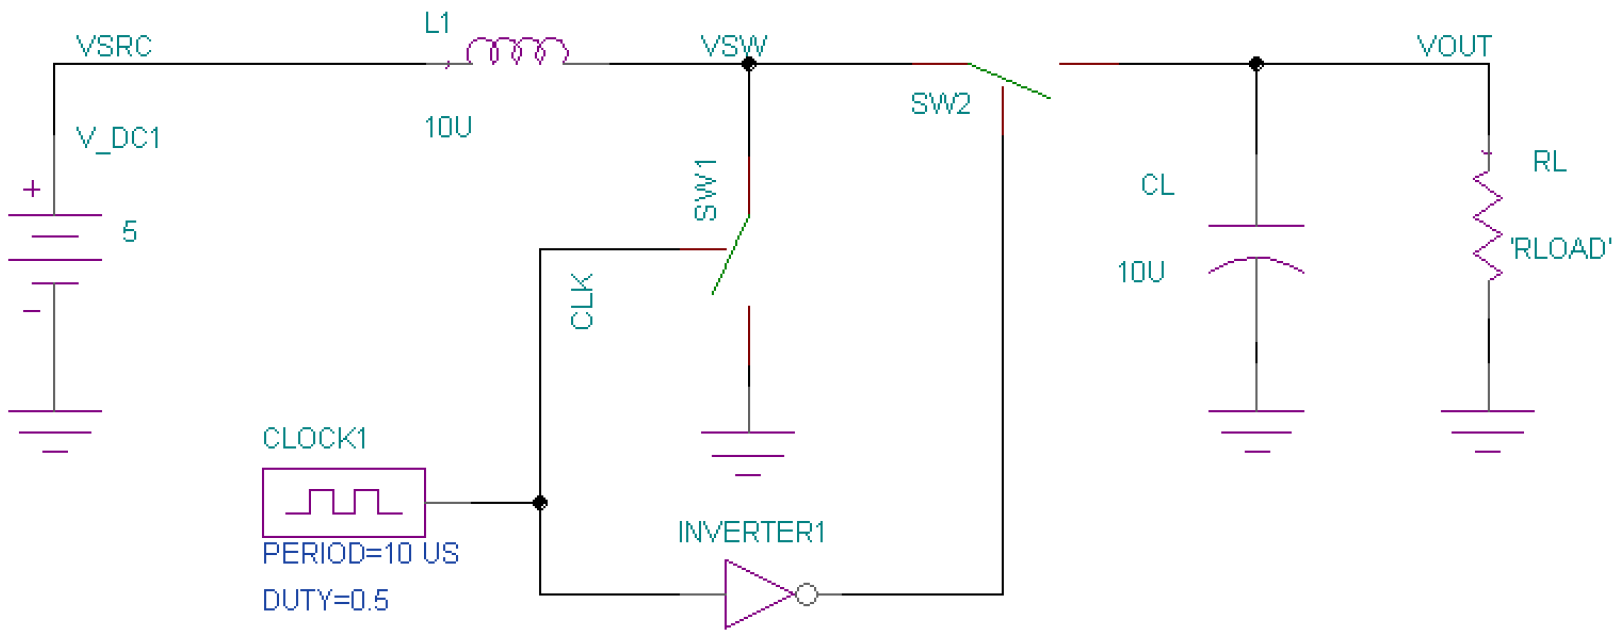 L1
VSRC
VSW
VOUT
SW2
10U
V_DC1
+
5
-
SW1
CLK
CL
10U
RL
'RLOAD'
CLOCK1
PERIOD=10 US
DUTY=0.5
INVERTER1